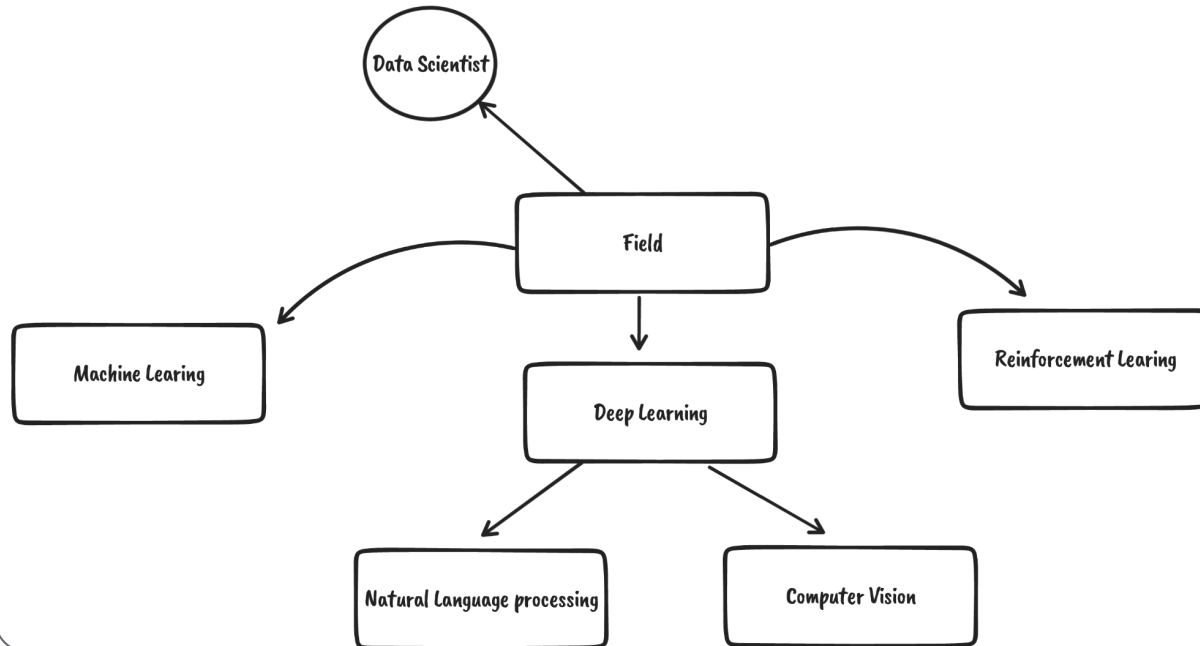 Data Scientist
Field
Machine Learing
Reinforcement Learing
Deep Learning
Natural Language processing
Computer Vision